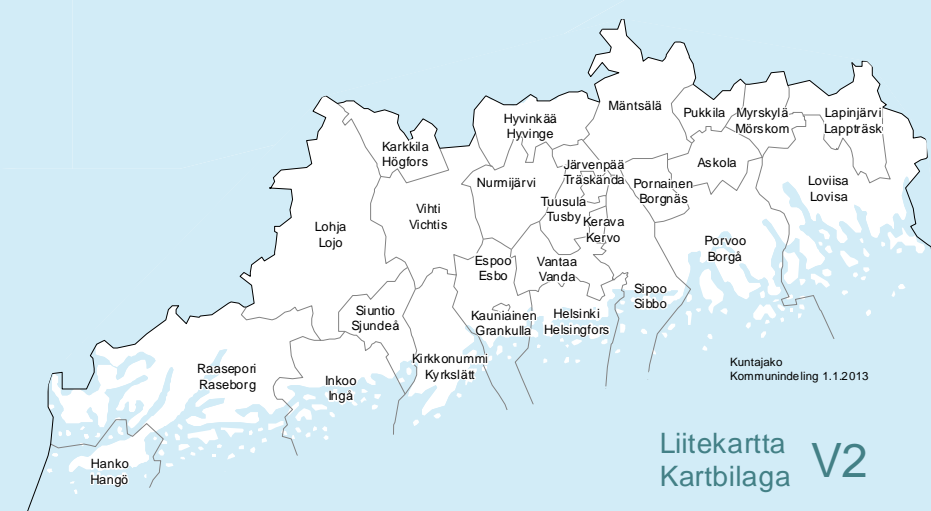 Mäntsälä
Pukkila
Myrskylä
Mörskom
Lapinjärvi
Lappträsk
Hyvinkää
Hyvinge
Karkkila
Högfors
Järvenpää
Träskända
Askola
Nurmijärvi
Pornainen
Borgnäs
Loviisa
Lovisa
Vihti
Vichtis
Tuusula
Tusby
Kerava
Kervo
Lohja
Lojo
Porvoo
Borgå
Espoo
Esbo
Vantaa
Vanda
Sipoo
Sibbo
Siuntio
Sjundeå
Kauniainen
Grankulla
Helsinki
Helsingfors
Kirkkonummi
Kyrkslätt
Raasepori
Raseborg
Inkoo
Ingå
Kuntajako
Kommunindeling 1.1.2013
Hanko
Hangö
Liitekartta
Kartbilaga
V2